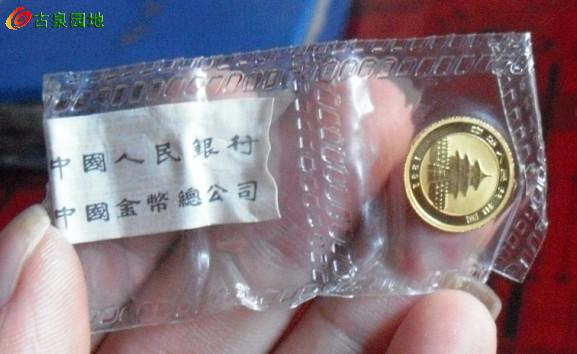 古泉园地
中國人民銀行
中國金幣總公司